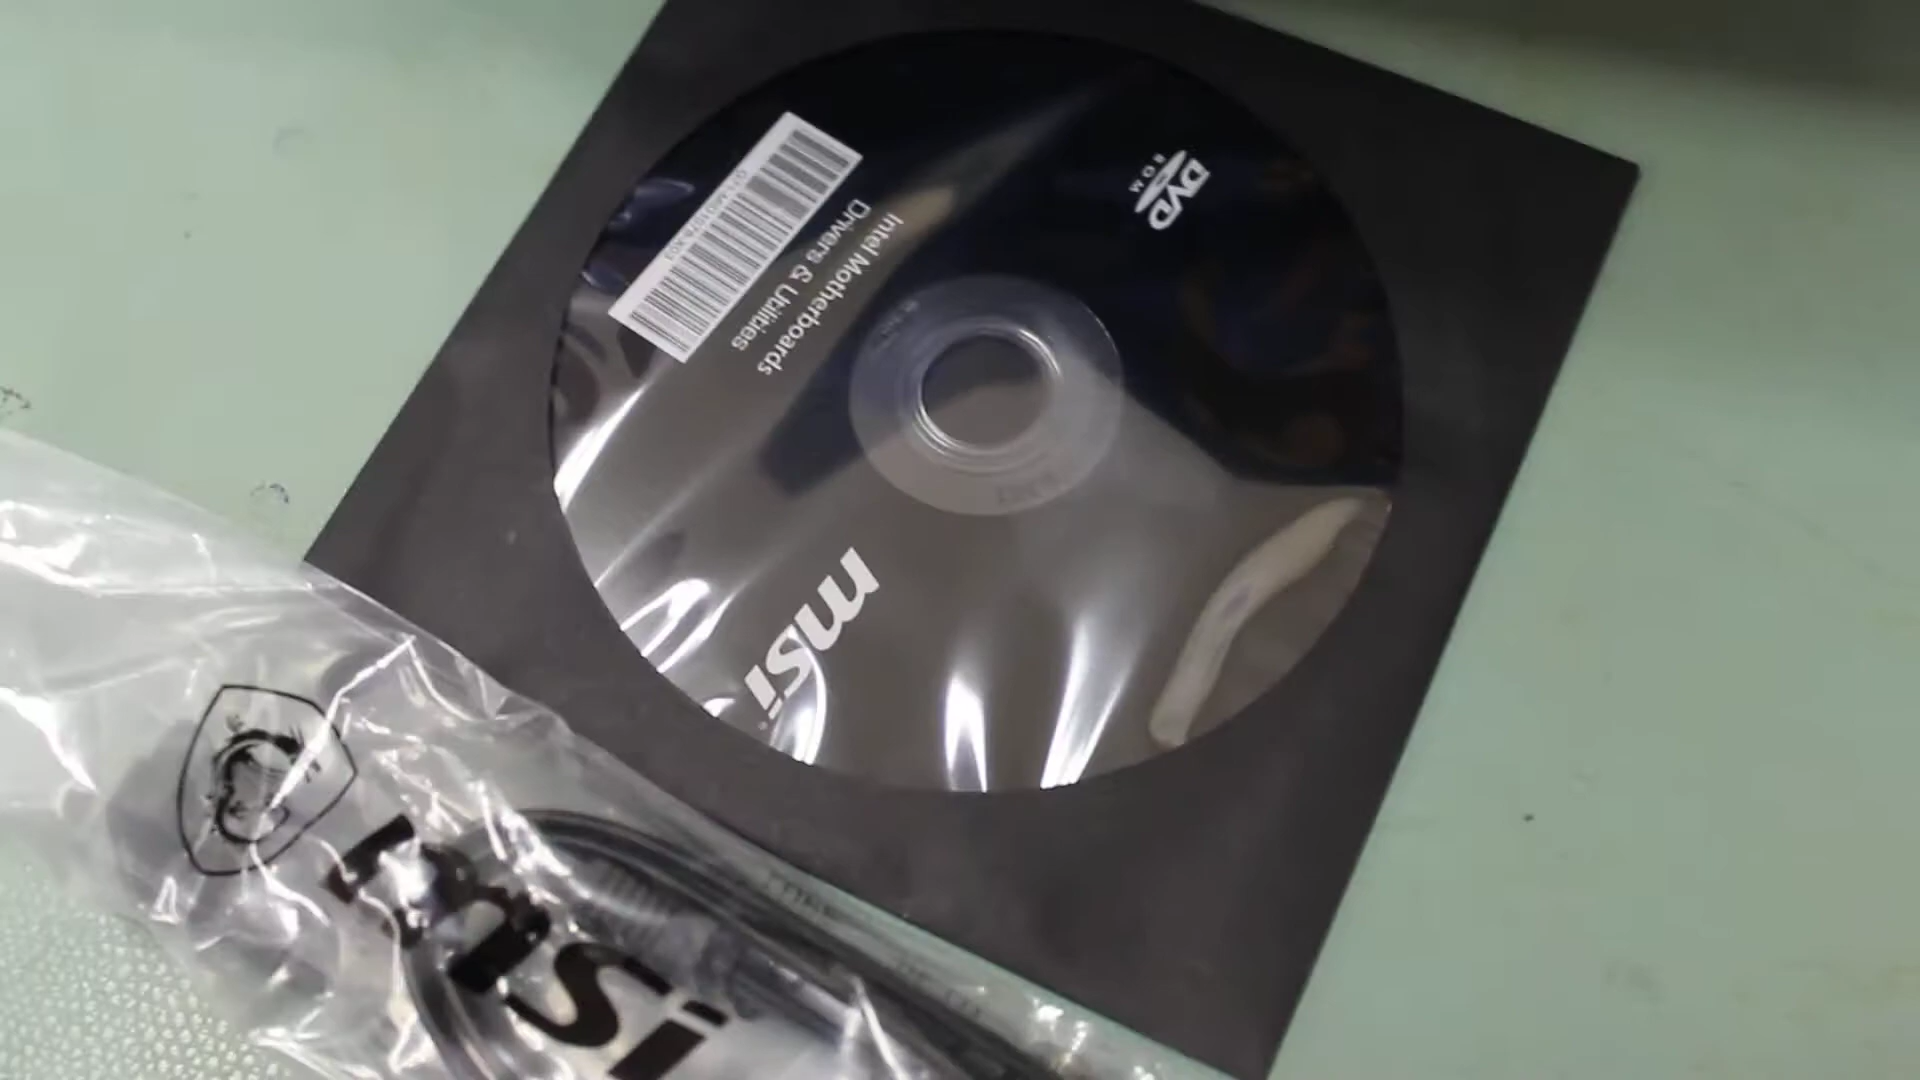 DVD
ROM
Intel Motherboards
Drivers & Utilities
msi
msi